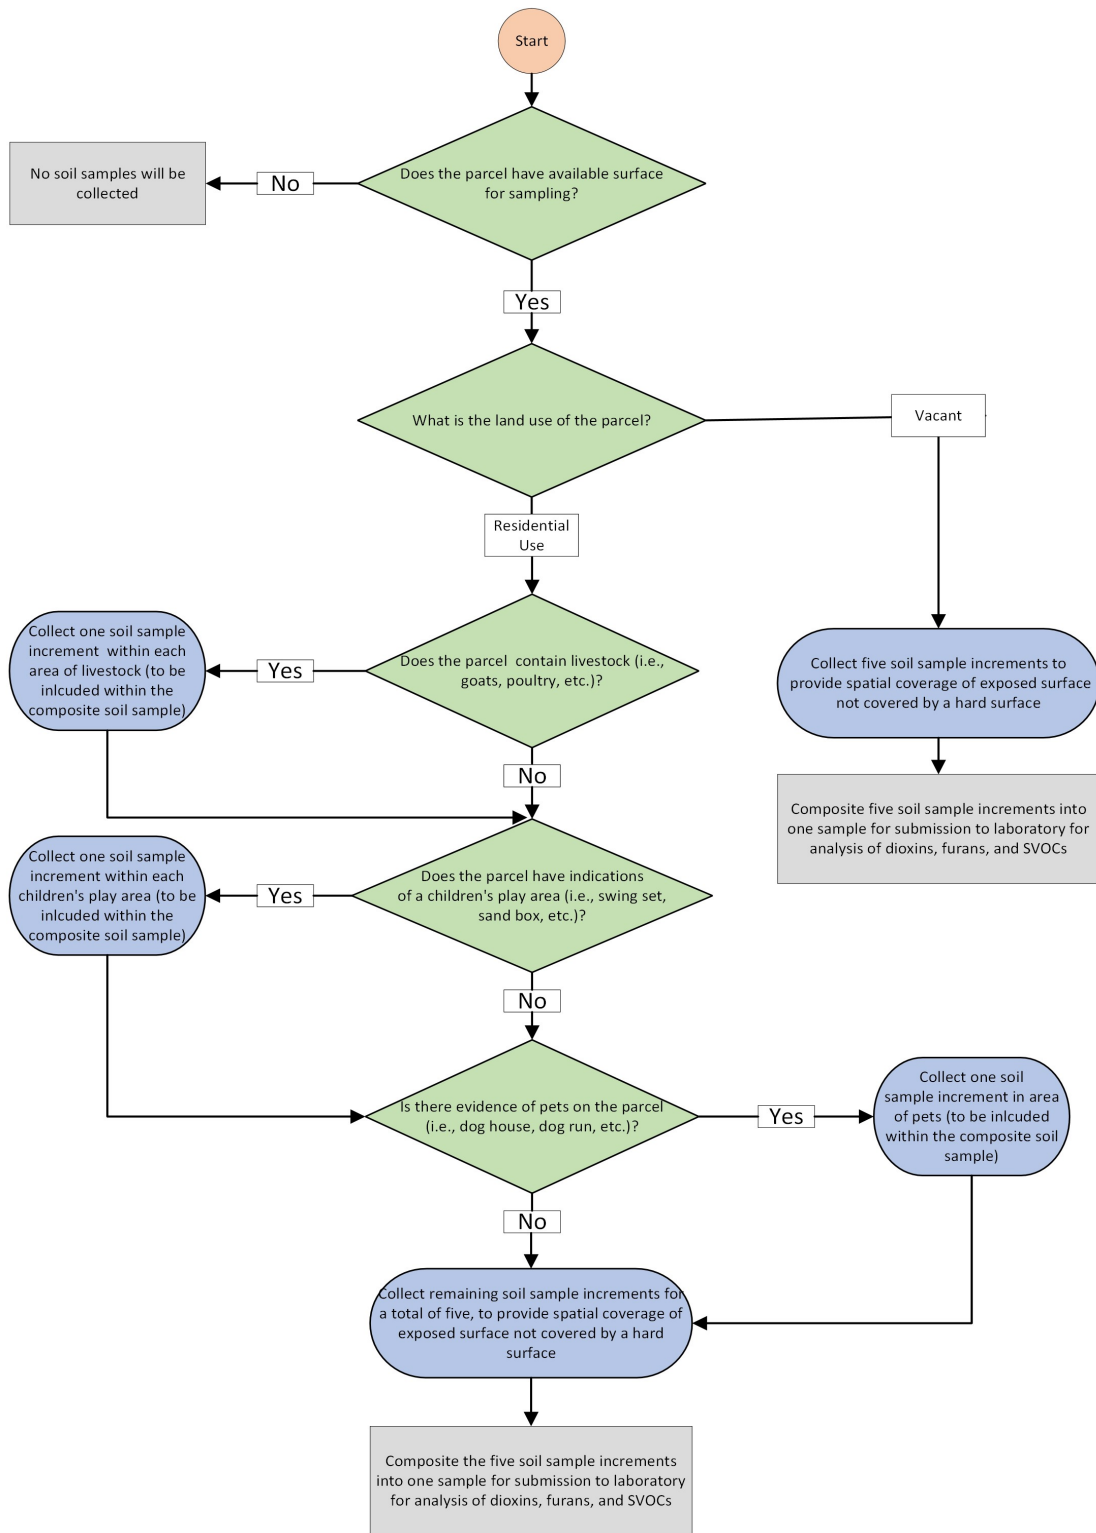 Start
Does the parcel have available surface
for sampling?
No
No soil samples will be
collected
Yes
What is the land use of the parcel?
Vacant
Residential
Use
Does the parcel  contain livestock (i.e.,
goats, poultry, etc.)?
Yes
Collect one soil sample
increment  within each
area of livestock (to be
inlcuded within the
composite soil sample)
Collect five soil sample increments to
provide spatial coverage of exposed surface
not covered by a hard surface
No
Composite five soil sample increments into
one sample for submission to laboratory for
analysis of dioxins, furans, and SVOCs
Does the parcel have indications
of a children's play area (i.e., swing set,
sand box, etc.)?
Yes
Collect one soil sample
increment within each
children's play area (to be
inlcuded within the
composite soil sample)
No
Is there evidence of pets on the parcel
(i.e., dog house, dog run, etc.)?
Yes
Collect one soil
sample increment in area
of pets (to be inlcuded
within the composite soil
sample)
No
Collect remaining soil sample increments for
a total of five, to provide spatial coverage of
exposed surface not covered by a hard
surface
Composite the five soil sample increments
into one sample for submission to laboratory
for analysis of dioxins, furans, and SVOCs